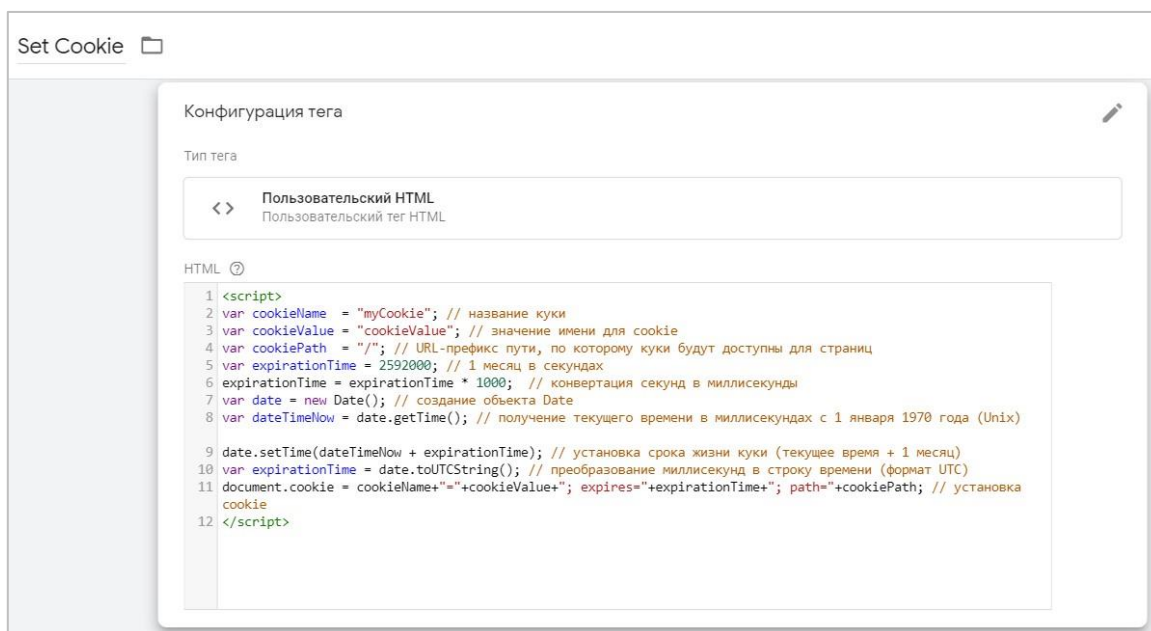 Set Cookie
Конфигурация тега
Тип тега
Пользовательский HTML
Пользовательский тег HTML
HTML
1 <script>
2 var cookieName  = "myCookie"; // название куки
3 var cookieValue = "cookieValue"; // значение имени для cookie
4 var cookiePath  = "/"; // URL-префикс пути, по которому куки будут доступны для страниц
5 var expirationTime = 2592000; // 1 месяц в секундах
6 expirationTime = expirationTime * 1000;  // конвертация секунд в миллисекунды
7 var date = new Date(); // создание объекта Date
8 var dateTimeNow = date.getTime(); // получение текущего времени в миллисекундах с 1 января 1970 года (Unix)
9 date.setTime(dateTimeNow + expirationTime); // установка срока жизни куки (текущее время + 1 месяц)
10 var expirationTime = date.toUTCString(); // преобразование миллисекунд в строку времени (формат UTC)
11 document.cookie = cookieName+"="+cookieValue+"; expires="+expirationTime+"; path="+cookiePath; // установка
cookie
12 </script>